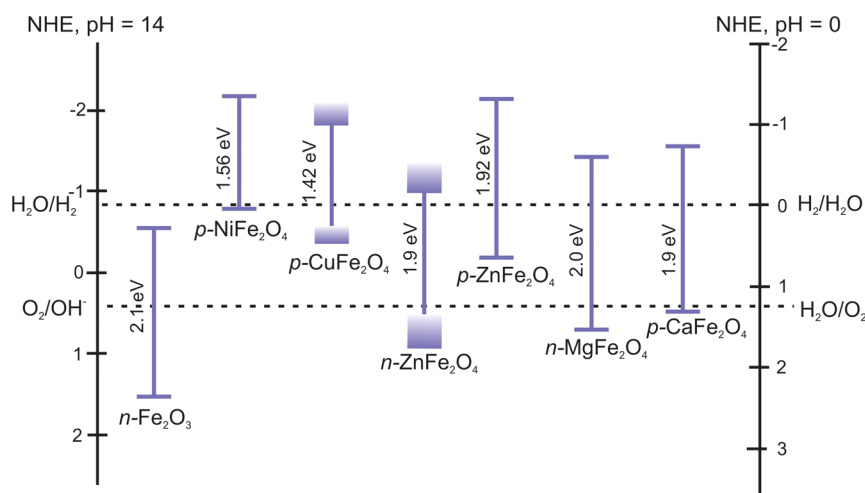 NHE, pH = 14
NHE, pH = 0
-2
-1
0
1
2
-2
-1
0
1
2
3
H₂O/H₂
O₂/OH⁻
H₂/H₂O
H₂O/O₂
2.1eV
n-Fe₂O₃
1.56 eV
p-NiFe₂O₄
1.42 eV
p-CuFe₂O₄
1.9 eV
n-ZnFe₂O₄
1.92 eV
p-ZnFe₂O₄
2.0 eV
n-MgFe₂O₄
1.9 eV
p-CaFe₂O₄